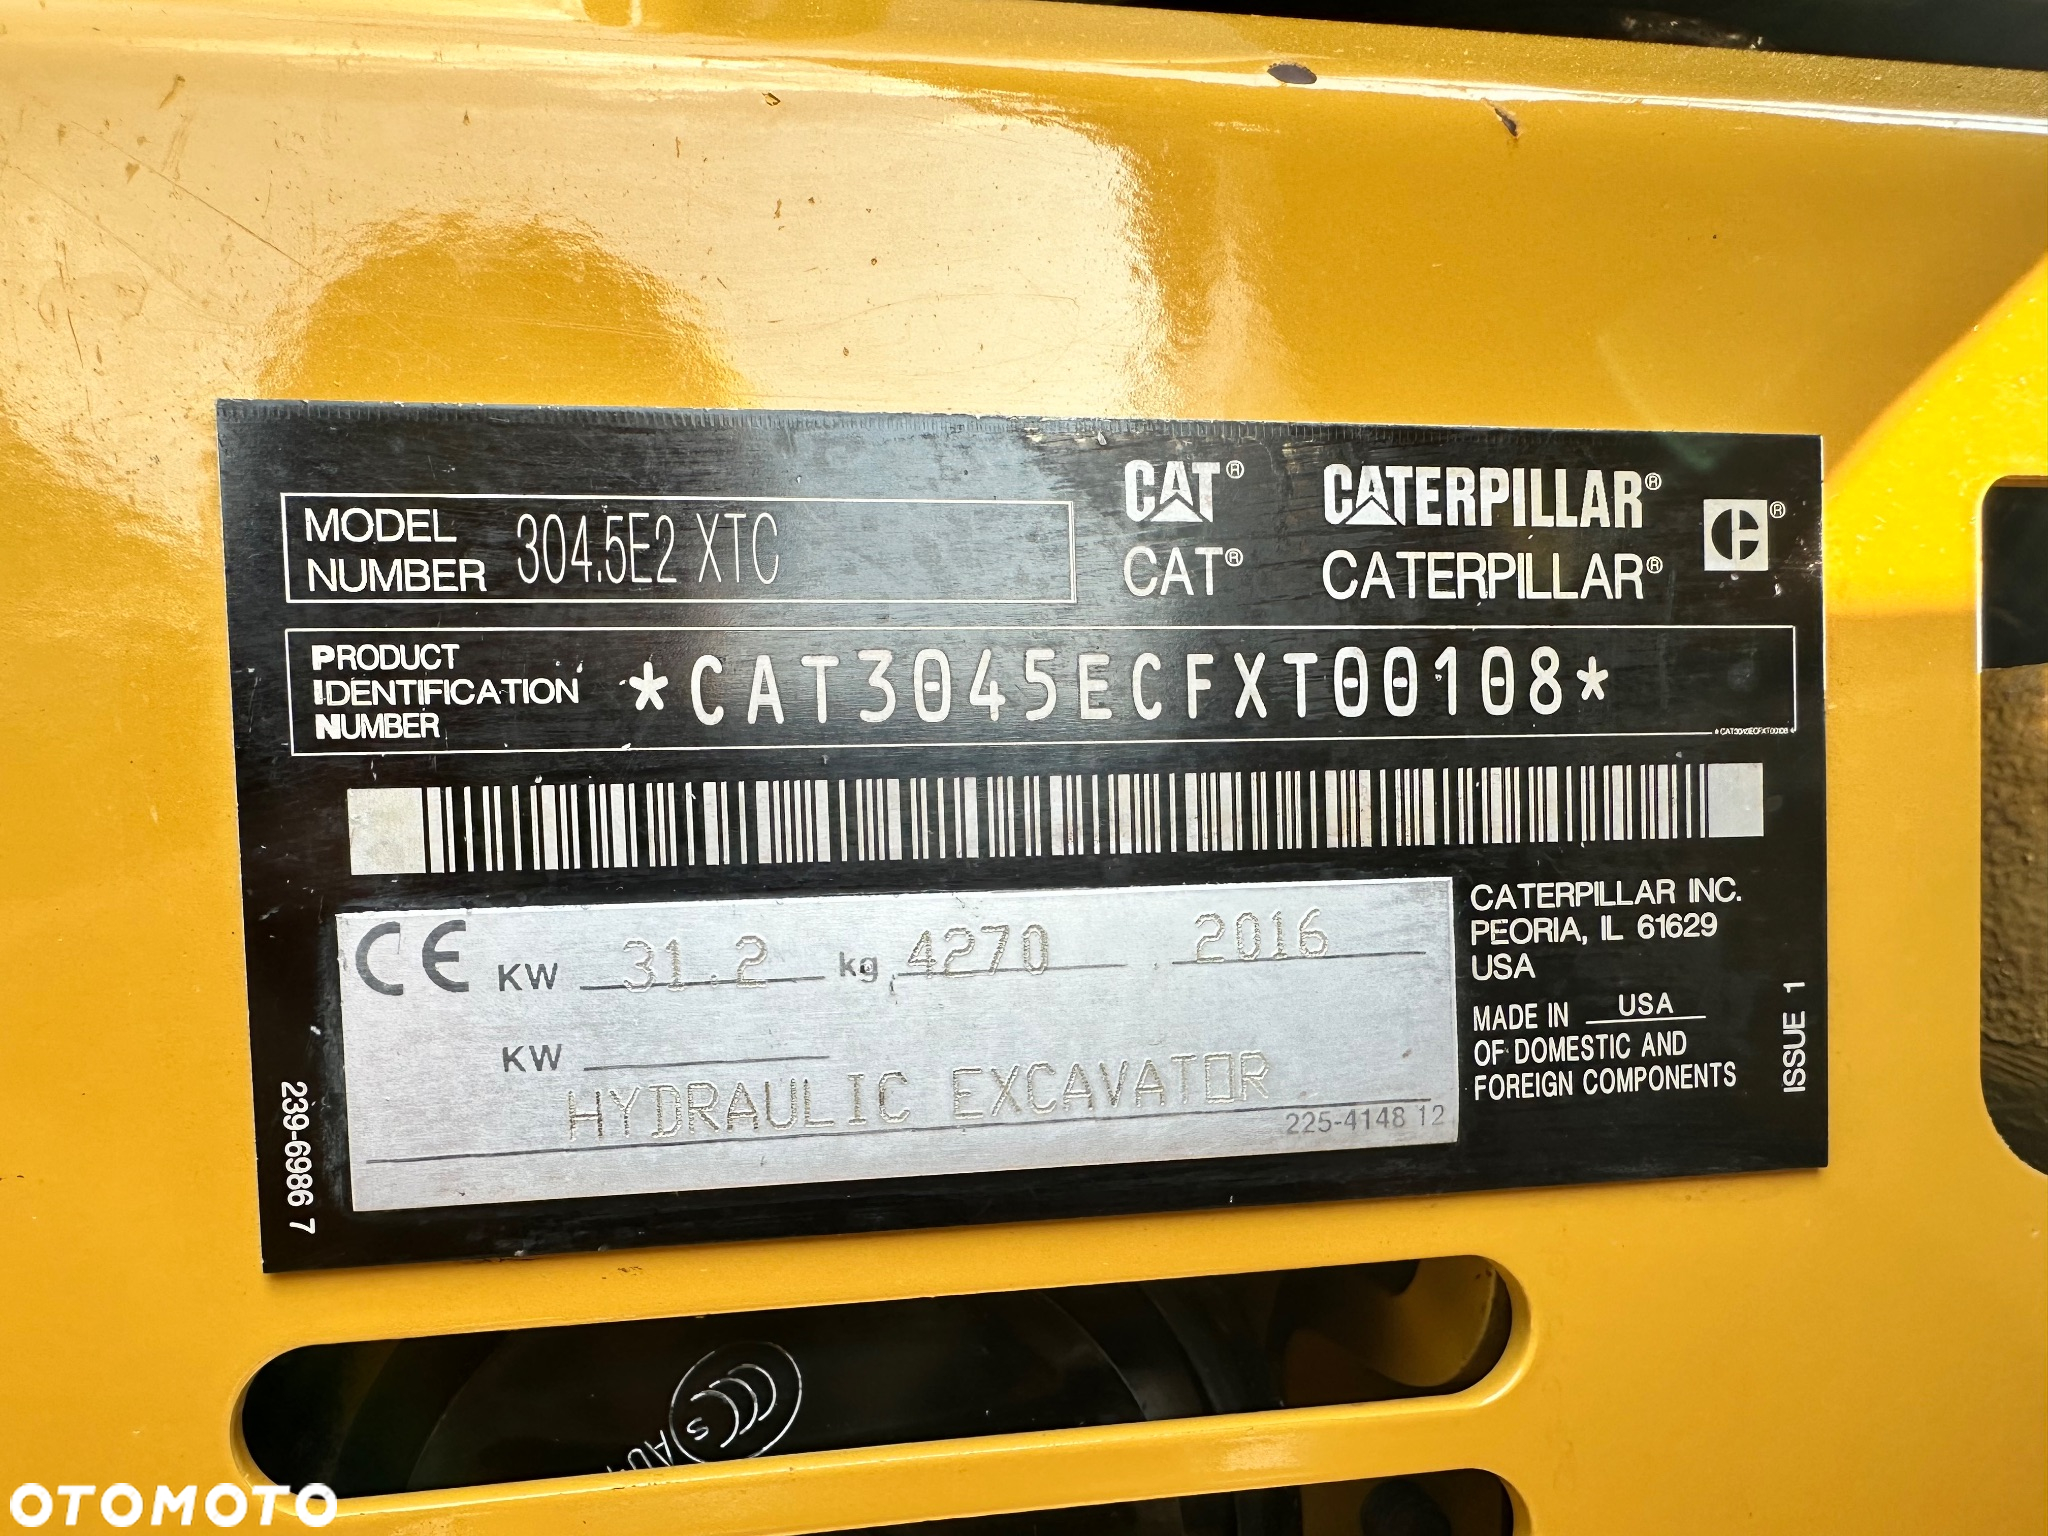 MODEL NUMBER 304.5E2 XTC
CAT® CATERPILLAR®
CAT® CATERPILLAR®
PRODUCT
IDENTIFICATION
NUMBER
*CAT3045ECFXT00108*
*CAT3045ECFXT00108*
CE KW 31.2 kg 4270 2016
KW
HYDRAULIC EXCAVATOR
225-4148 12
CATERPILLAR INC.
PEORIA, IL 61629
USA
MADE IN USA
OF DOMESTIC AND
FOREIGN COMPONENTS
ISSUE 1
239-6986 7
CCC S
OTOMOTO